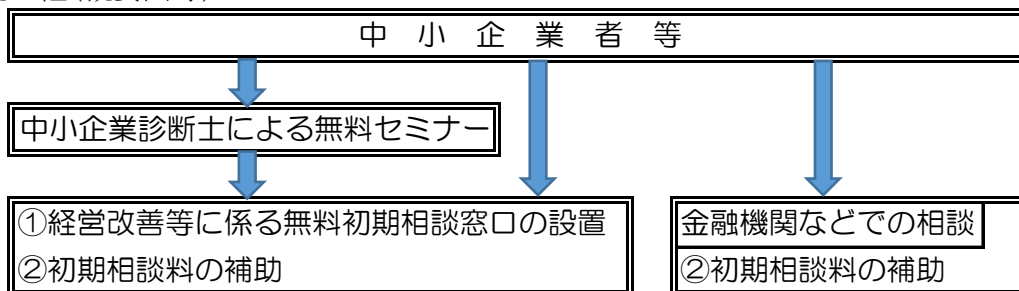 中 小 企 業 者 等
中小企業診断士による無料セミナー
①経営改善等に係る無料初期相談窓口の設置
②初期相談料の補助
金融機関などでの相談
②初期相談料の補助